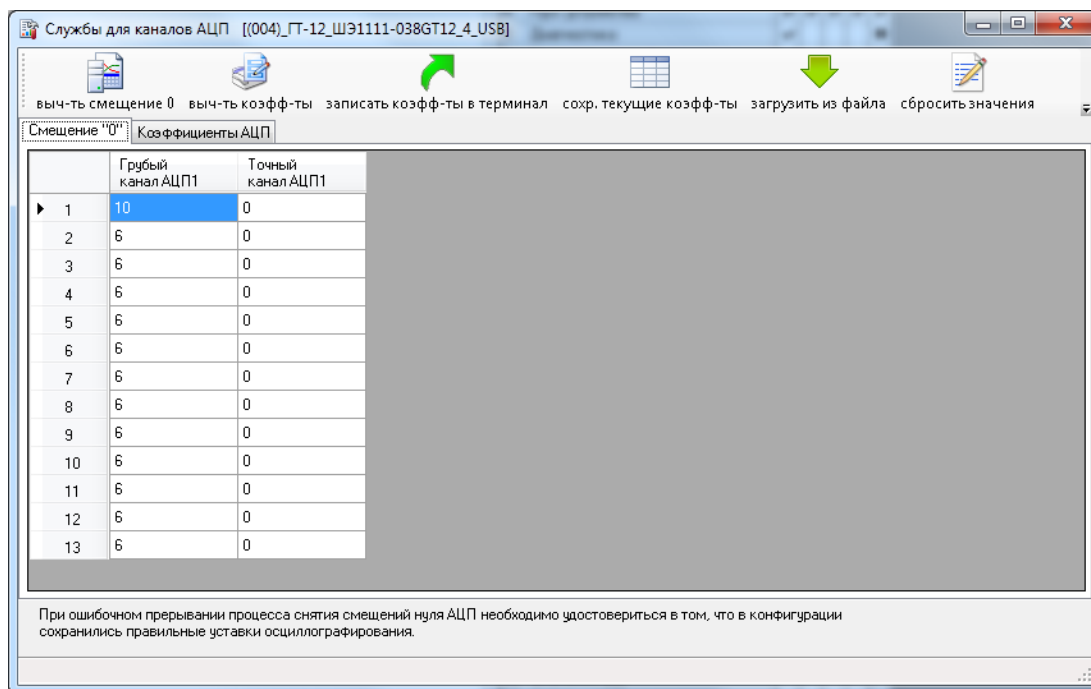 Службы для каналов АЦП [(004)_ГТ-12_ШЭ1111-038GT12_4_USB]
выч-ть смещение 0 выч-ть коэфф-ты записать коэфф-ты в терминал сохр. текущие коэфф-ты загрузить из файла сбросить значения
Смещение "0" Коэффициенты АЦП
Грубый канал АЦП1 Точный канал АЦП1
1 10 0
2 6 0
3 6 0
4 6 0
5 6 0
6 6 0
7 6 0
8 6 0
9 6 0
10 6 0
11 6 0
12 6 0
13 6 0
При ошибочном прерывании процесса снятия смещений нуля АЦП необходимо удостовериться в том, что в конфигурации
сохранились правильные уставки осциллографирования.